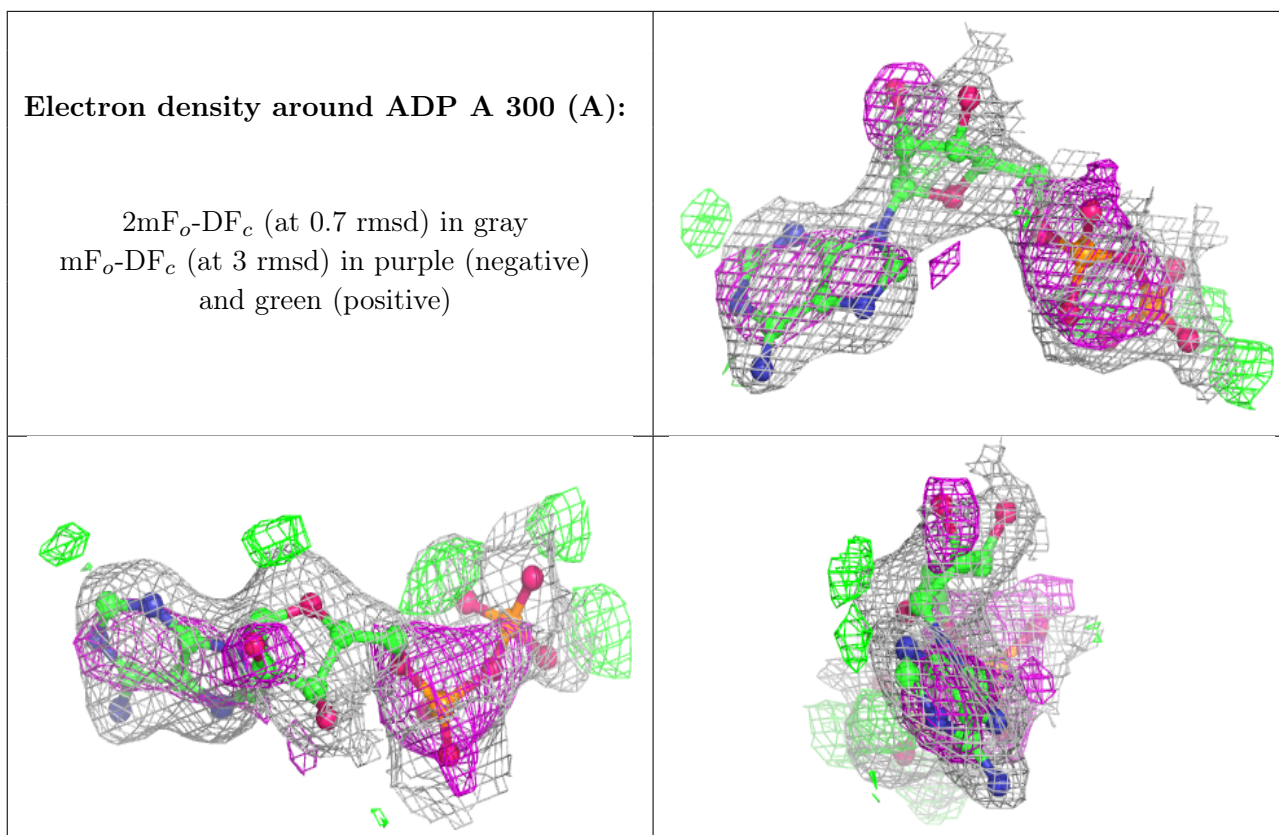 Electron density around ADP A 300 (A):
2mFo-DFc (at 0.7 rmsd) in gray
mFo-DFc (at 3 rmsd) in purple (negative)
and green (positive)